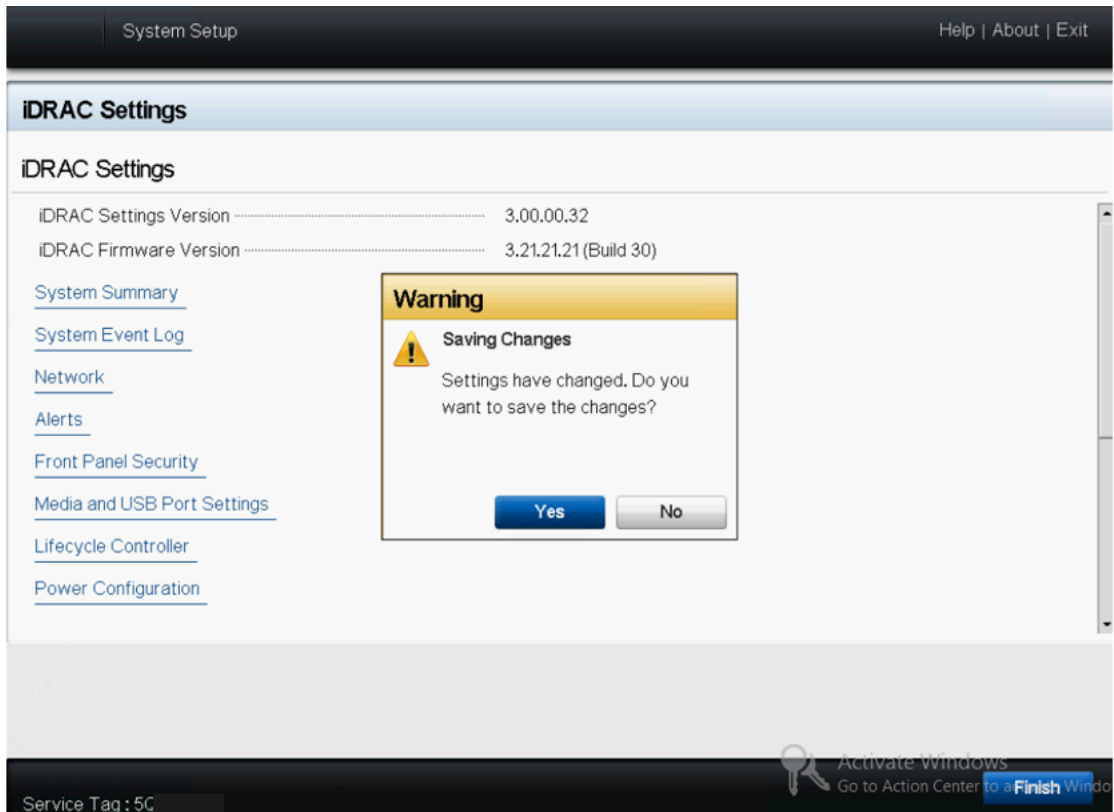 System Setup
Help | About | Exit
iDRAC Settings
iDRAC Settings
iDRAC Settings Version 3.00.00.32
iDRAC Firmware Version 3.21.21.21 (Build 30)
System Summary
System Event Log
Network
Alerts
Front Panel Security
Media and USB Port Settings
Lifecycle Controller
Power Configuration
Warning
Saving Changes
Settings have changed. Do you
want to save the changes?
Yes
No
Activate Windows
Go to Action Center to
Finish
Service Tag : 5